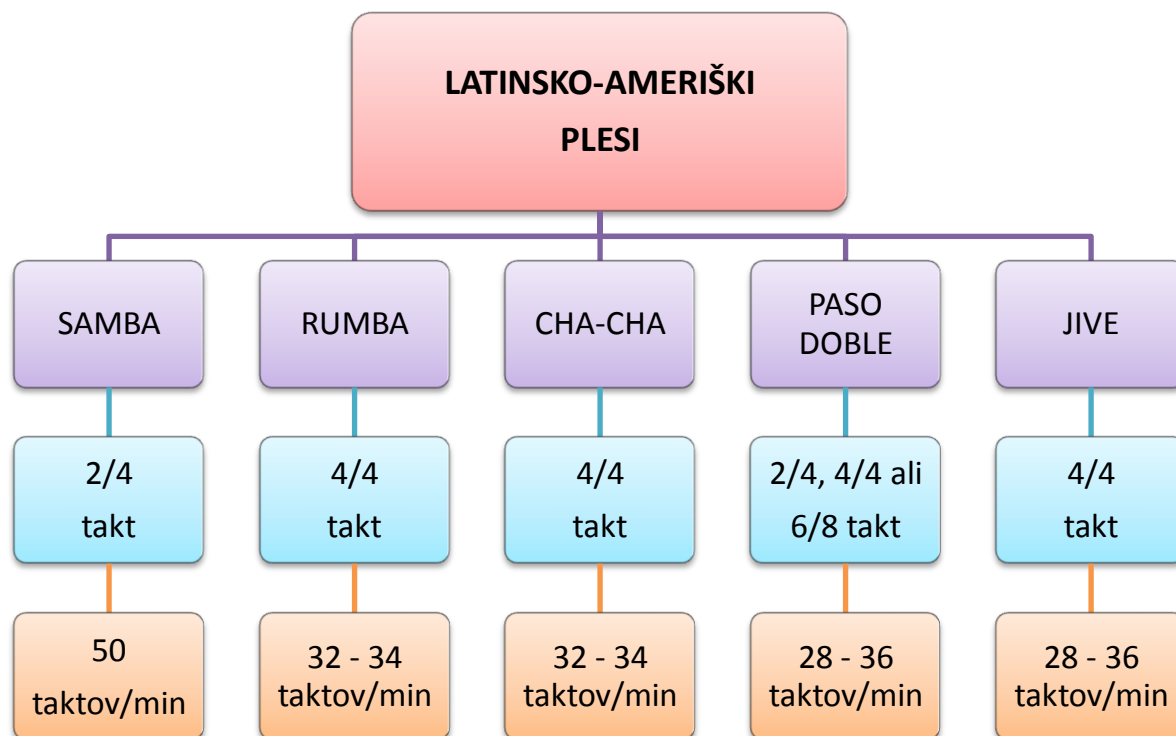 LATINSKO-AMERIŠKI
PLESI
SAMBA
RUMBA
CHA-CHA
PASO
DOBLE
JIVE
2/4
takt
4/4
takt
4/4
takt
2/4, 4/4 ali
6/8 takt
4/4
takt
50
taktov/min
32 - 34
taktov/min
32 - 34
taktov/min
28 - 36
taktov/min
28 - 36
taktov/min